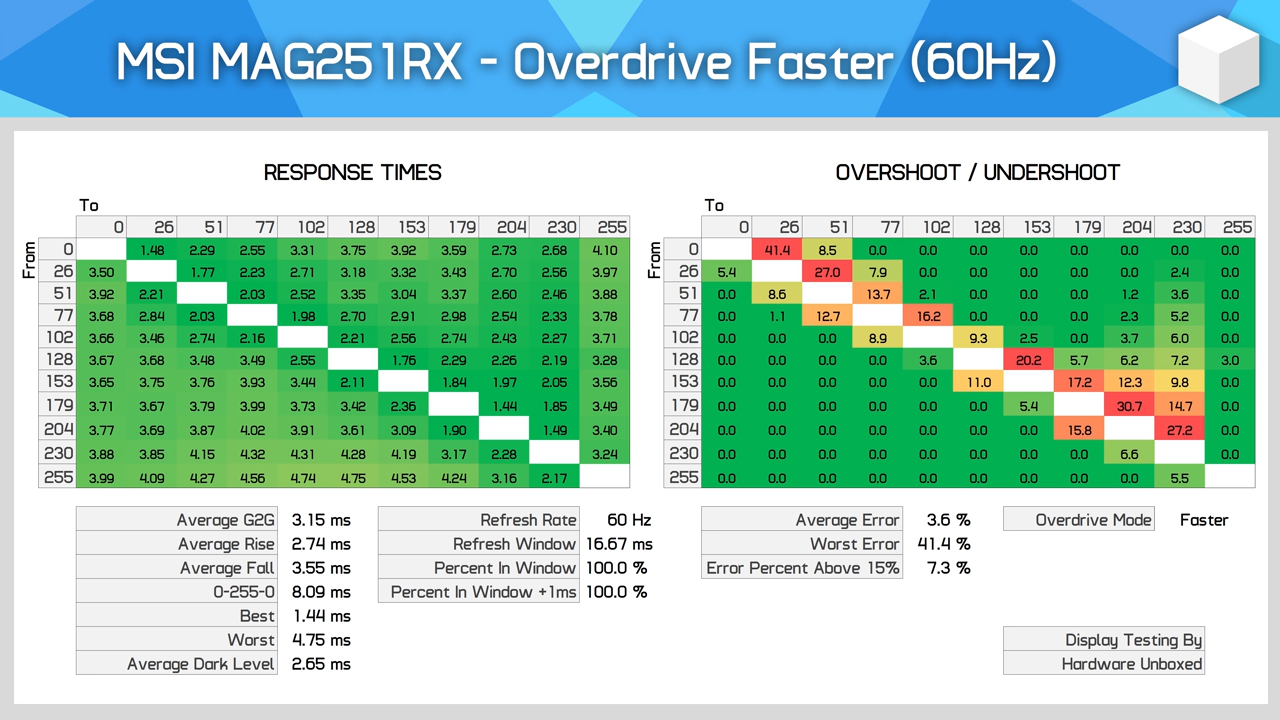 MSI MAG251RX - Overdrive Faster (60Hz)
RESPONSE TIMES
To
From
0 26 51 77 102 128 153 179 204 230 255
0 1.48 2.29 2.55 3.31 3.75 3.92 3.59 2.73 2.68 4.10
26 3.50 1.77 2.23 2.71 3.18 3.32 3.43 2.70 2.56 3.97
51 3.92 2.21 2.03 2.52 3.35 3.04 3.37 2.60 2.46 3.88
77 3.68 2.84 2.03 1.98 2.70 2.91 2.98 2.54 2.33 3.78
102 3.66 3.46 2.74 2.16 2.21 2.56 2.74 2.43 2.27 3.71
128 3.67 3.68 3.48 3.49 2.55 1.76 2.29 2.26 2.19 3.28
153 3.65 3.75 3.76 3.93 3.44 2.11 1.84 1.97 2.05 3.56
179 3.71 3.67 3.79 3.99 3.73 3.42 2.36 1.44 1.85 3.49
204 3.77 3.69 3.87 4.02 3.91 3.61 3.09 1.90 1.49 3.40
230 3.88 3.85 4.15 4.32 4.31 4.28 4.19 3.17 2.28 3.24
255 3.99 4.09 4.27 4.56 4.74 4.75 4.53 4.24 3.16 2.17
OVERSHOOT / UNDERSHOOT
To
From
0 26 51 77 102 128 153 179 204 230 255
0 41.4 8.5 0.0 0.0 0.0 0.0 0.0 0.0 0.0 0.0
26 5.4 27.0 7.9 0.0 0.0 0.0 0.0 0.0 2.4 0.0
51 0.0 8.6 13.7 2.1 0.0 0.0 0.0 1.2 3.6 0.0
77 0.0 1.1 12.7 16.2 0.0 0.0 0.0 2.3 5.2 0.0
102 0.0 0.0 0.0 8.9 9.3 2.5 0.0 3.7 6.0 0.0
128 0.0 0.0 0.0 0.0 3.6 20.2 5.7 6.2 7.2 3.0
153 0.0 0.0 0.0 0.0 0.0 11.0 17.2 12.3 9.8 0.0
179 0.0 0.0 0.0 0.0 0.0 0.0 5.4 30.7 14.7 0.0
204 0.0 0.0 0.0 0.0 0.0 0.0 0.0 15.8 27.2 0.0
230 0.0 0.0 0.0 0.0 0.0 0.0 0.0 0.0 6.6 0.0
255 0.0 0.0 0.0 0.0 0.0 0.0 0.0 0.0 0.0 5.5
Average G2G 3.15 ms
Average Rise 2.74 ms
Average Fall 3.55 ms
0-255-0 8.09 ms
Best 1.44 ms
Worst 4.75 ms
Average Dark Level 2.65 ms
Refresh Rate 60 Hz
Refresh Window 16.67 ms
Percent In Window 100.0 %
Percent In Window +1ms 100.0 %
Average Error 3.6 %
Worst Error 41.4 %
Error Percent Above 15% 7.3 %
Overdrive Mode Faster
Display Testing By
Hardware Unboxed